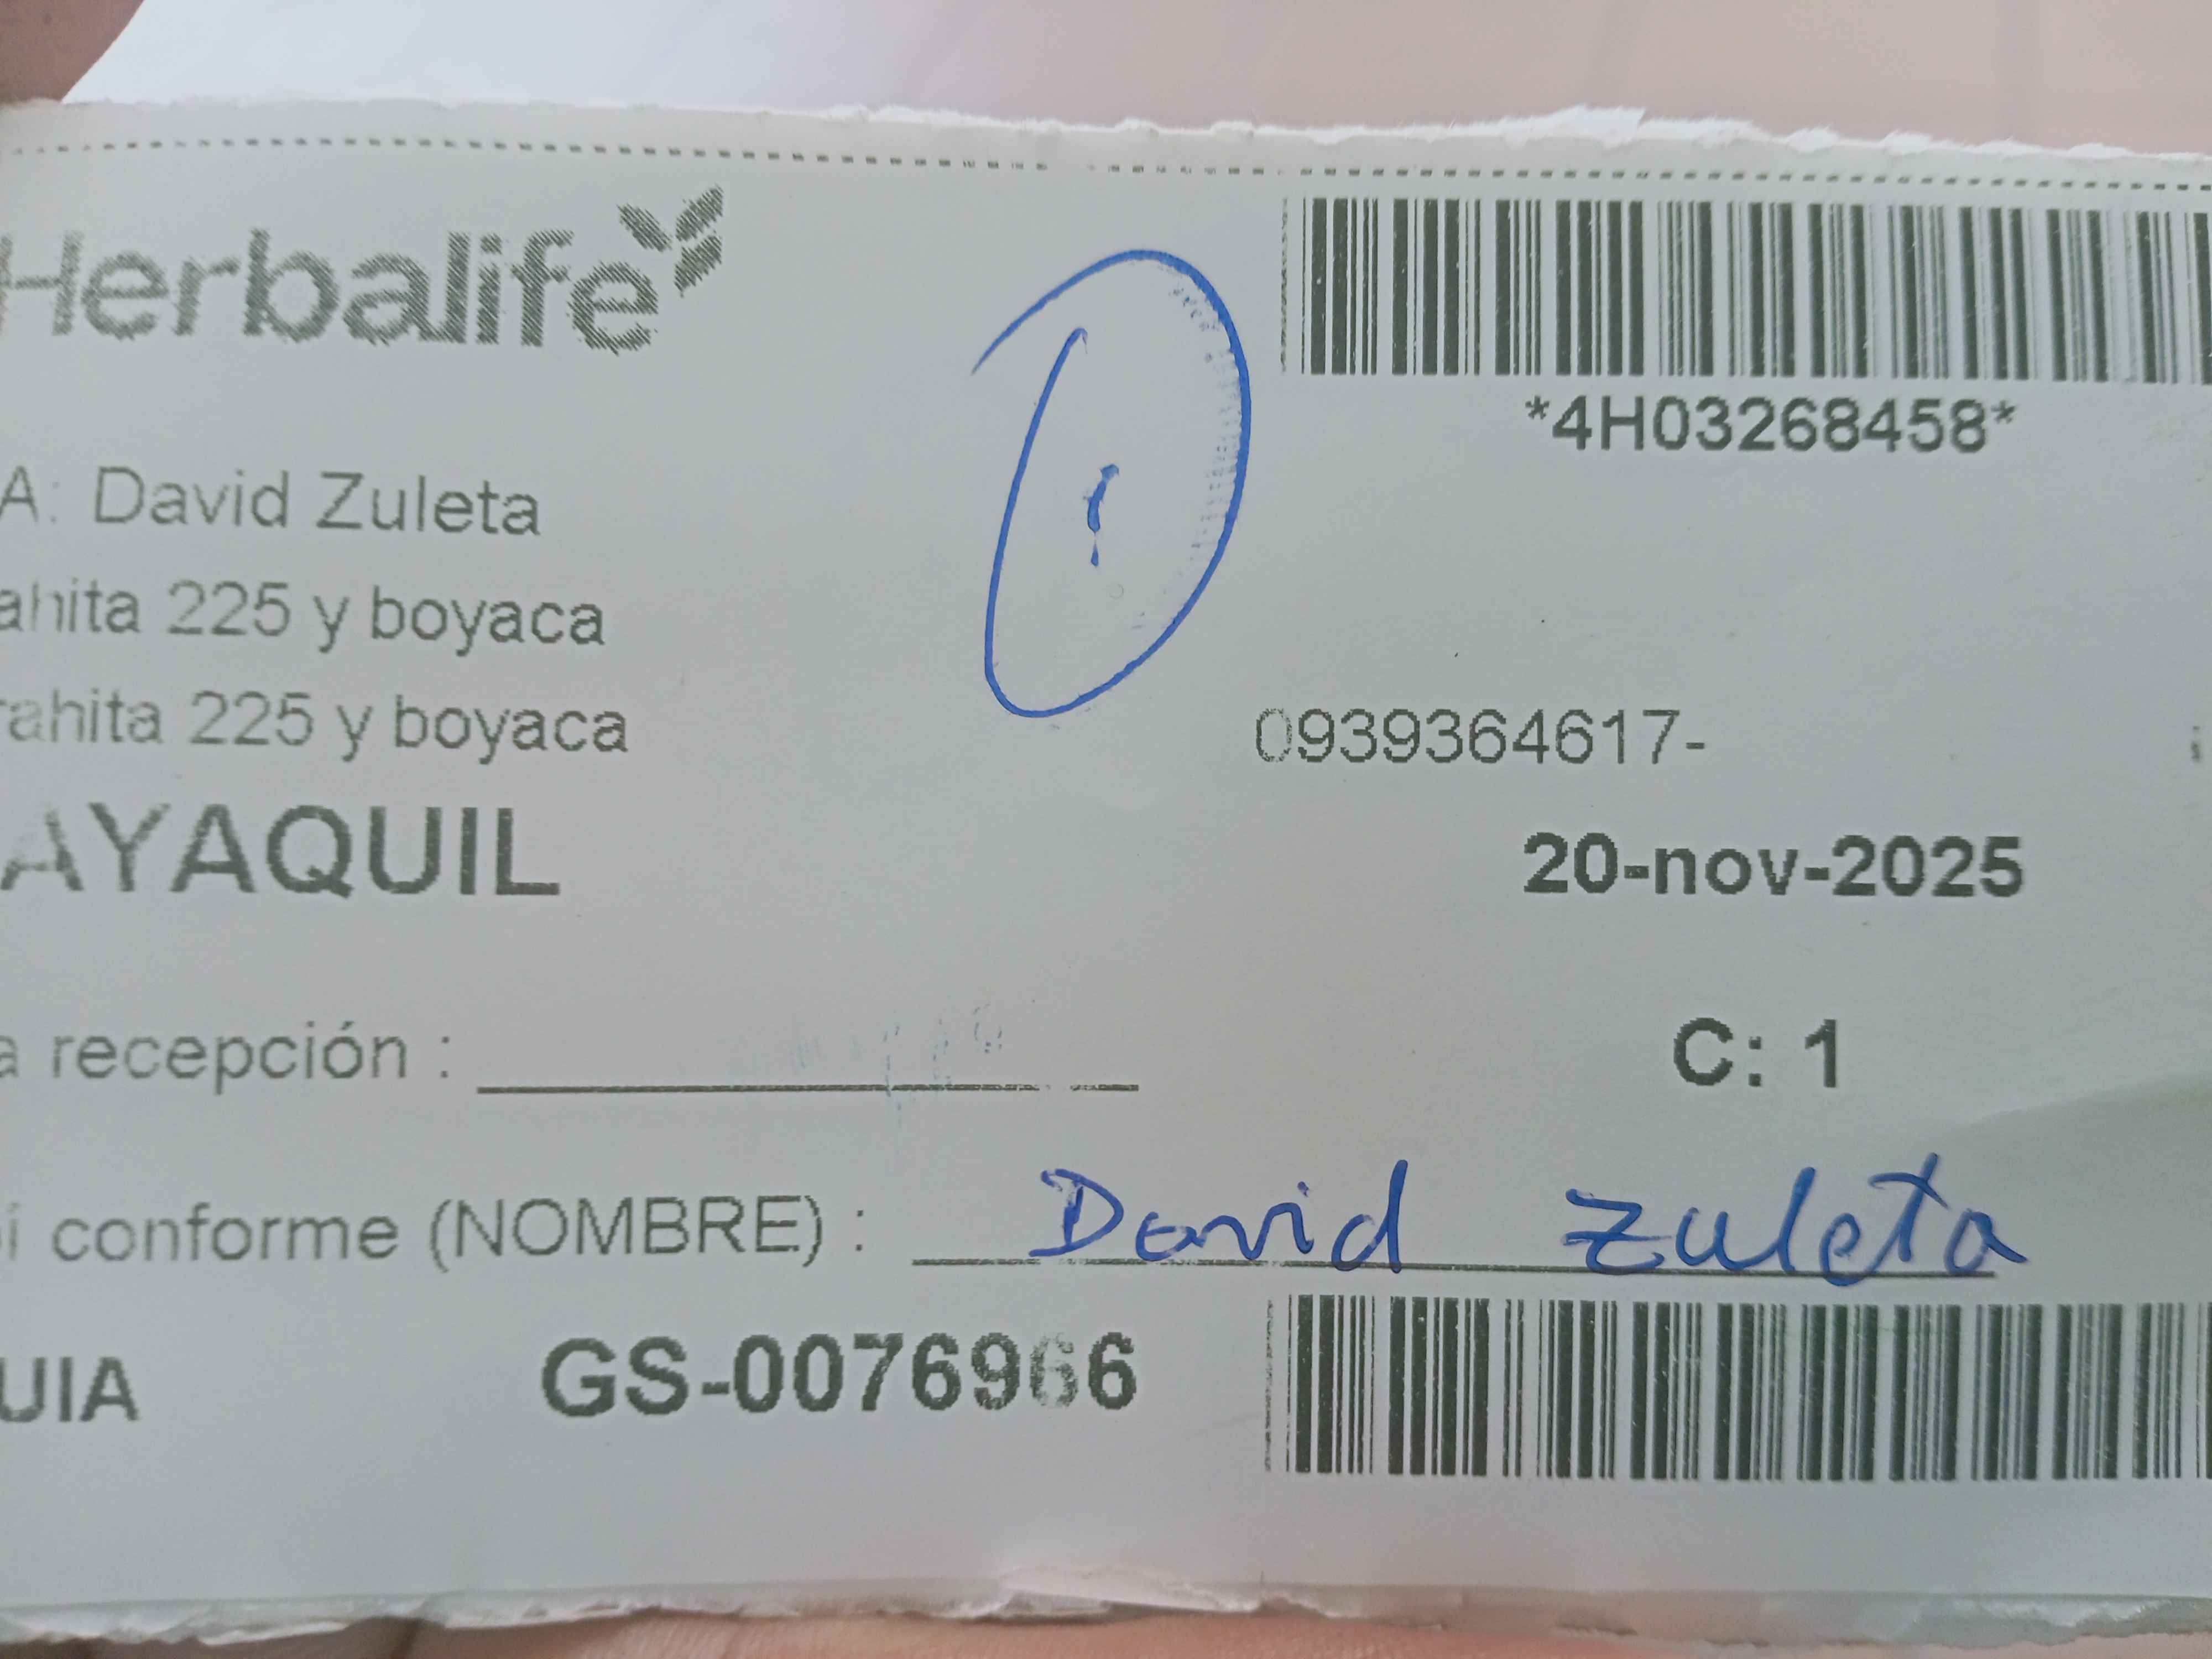 Herbalife
*4H03268458*
A: David Zuleta
ahita 225 y boyaca
rahita 225 y boyaca
0939364617-
AYAQUIL
20-nov-2025
a recepción :
C: 1
í conforme (NOMBRE) : David Zuleta
UIA GS-0076966